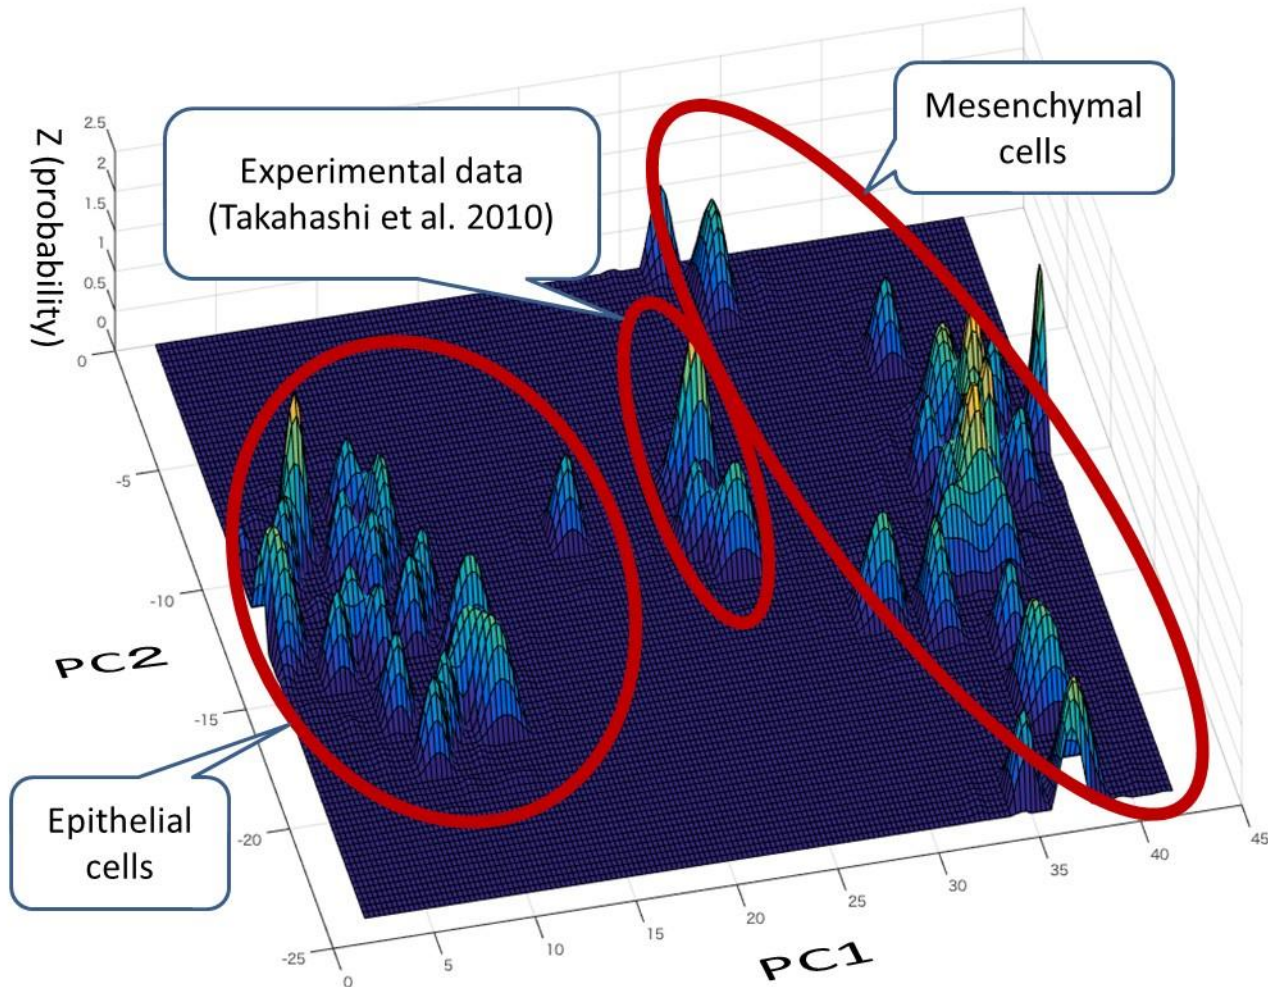 Mesenchymal
cells
Experimental data
(Takahashi et al. 2010)
Z (probability)
2.5
2
1.5
1
0.5
0
0
-5
-10
-15
-20
-25
PC2
Epithelial
cells
0
5
10
15
20
25
30
35
40
45
PC1